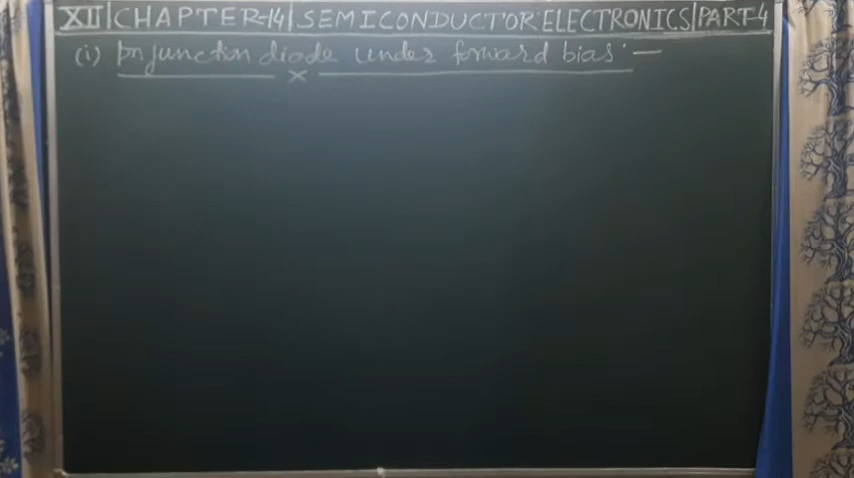 XII|CHAPTER-14|SEMICONDUCTOR ELECTRONICS|PART-4
(i) pn junction diode under forward bias:—